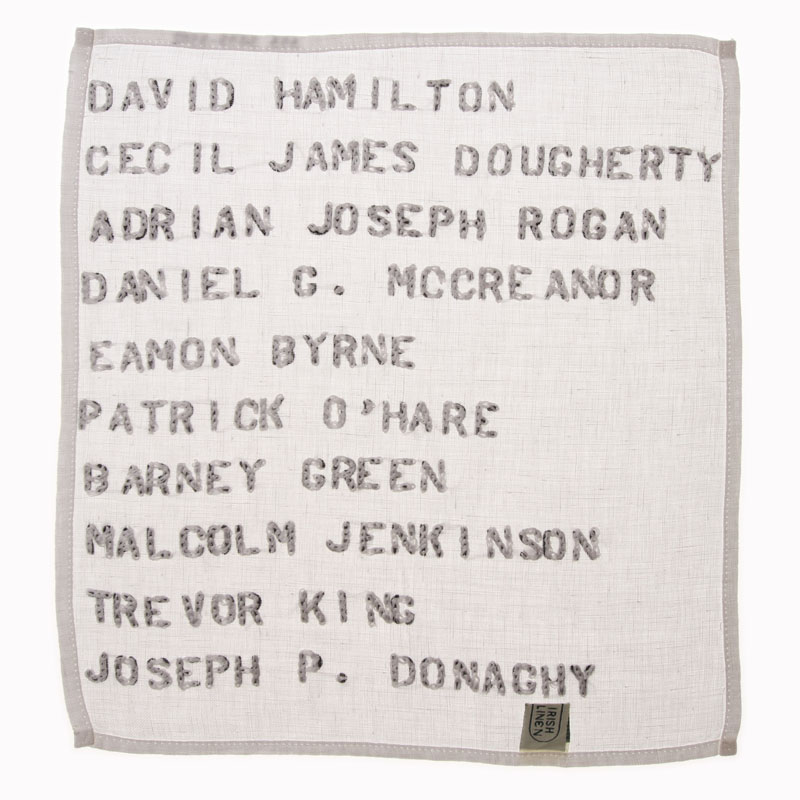 DAVID HAMILTON
CECIL JAMES DOUGHERTY
ADRIAN JOSEPH ROGAN
DANIEL G. MCCREANOR
EAMON BYRNE
PATRICK O'HARE
BARNEY GREEN
MALCOLM JENKINSON
TREVOR KING
JOSEPH P. DONAGHY
IRISH
LINEN